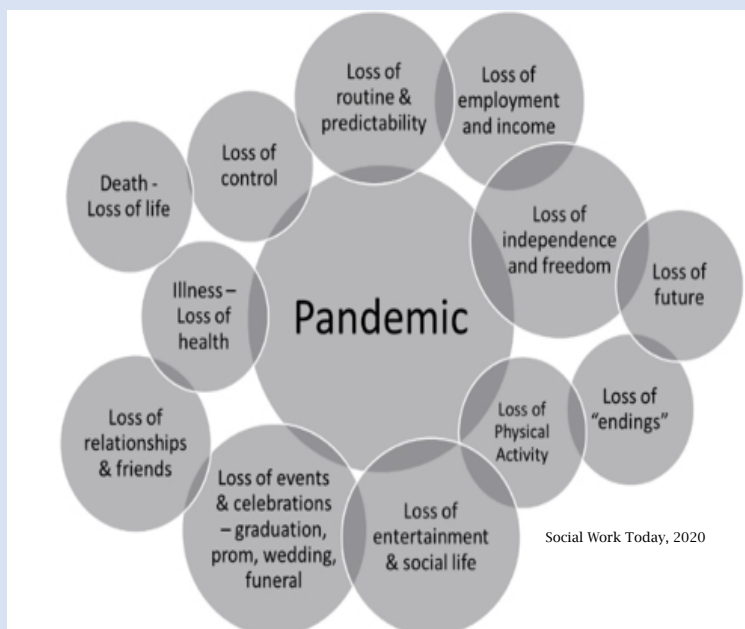 Loss of
routine &
predictability
Loss of
employment
and income
Loss of
control
Death -
Loss of life
Loss of
independence
and freedom
Loss of
future
Illness –
Loss of
health
Pandemic
Loss of
"endings"
Loss of
Physical
Activity
Loss of
relationships
& friends
Loss of events
& celebrations
– graduation,
prom, wedding,
funeral
Loss of
entertainment
& social life
Social Work Today, 2020